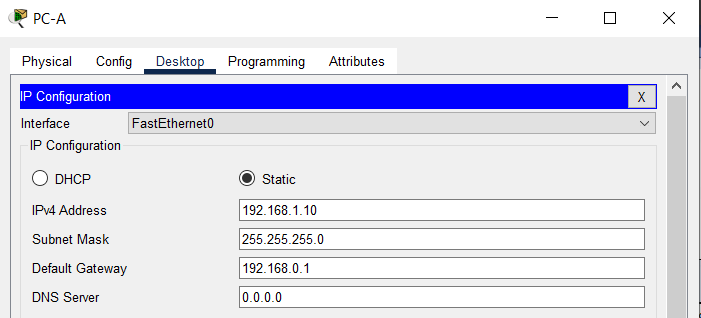 PC-A
Physical Config Desktop Programming Attributes
IP Configuration X
Interface FastEthernet0
IP Configuration
DHCP Static
IPv4 Address 192.168.1.10
Subnet Mask 255.255.255.0
Default Gateway 192.168.0.1
DNS Server 0.0.0.0